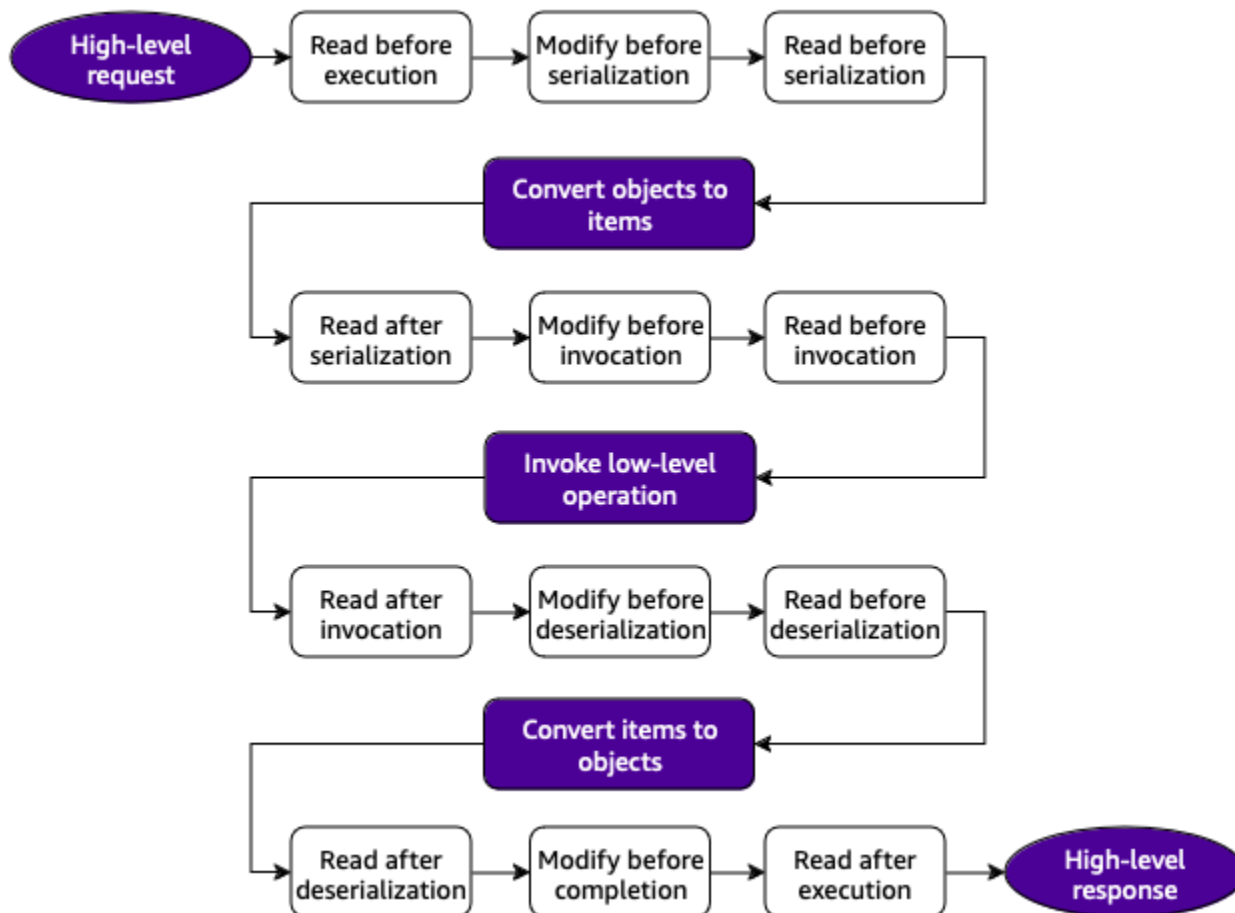 High-level
request
Read before
execution
Modify before
serialization
Read before
serialization
Convert objects to
items
Read after
serialization
Modify before
invocation
Read before
invocation
Invoke low-level
operation
Read after
invocation
Modify before
deserialization
Read before
deserialization
Convert items to
objects
Read after
deserialization
Modify before
completion
Read after
execution
High-level
response